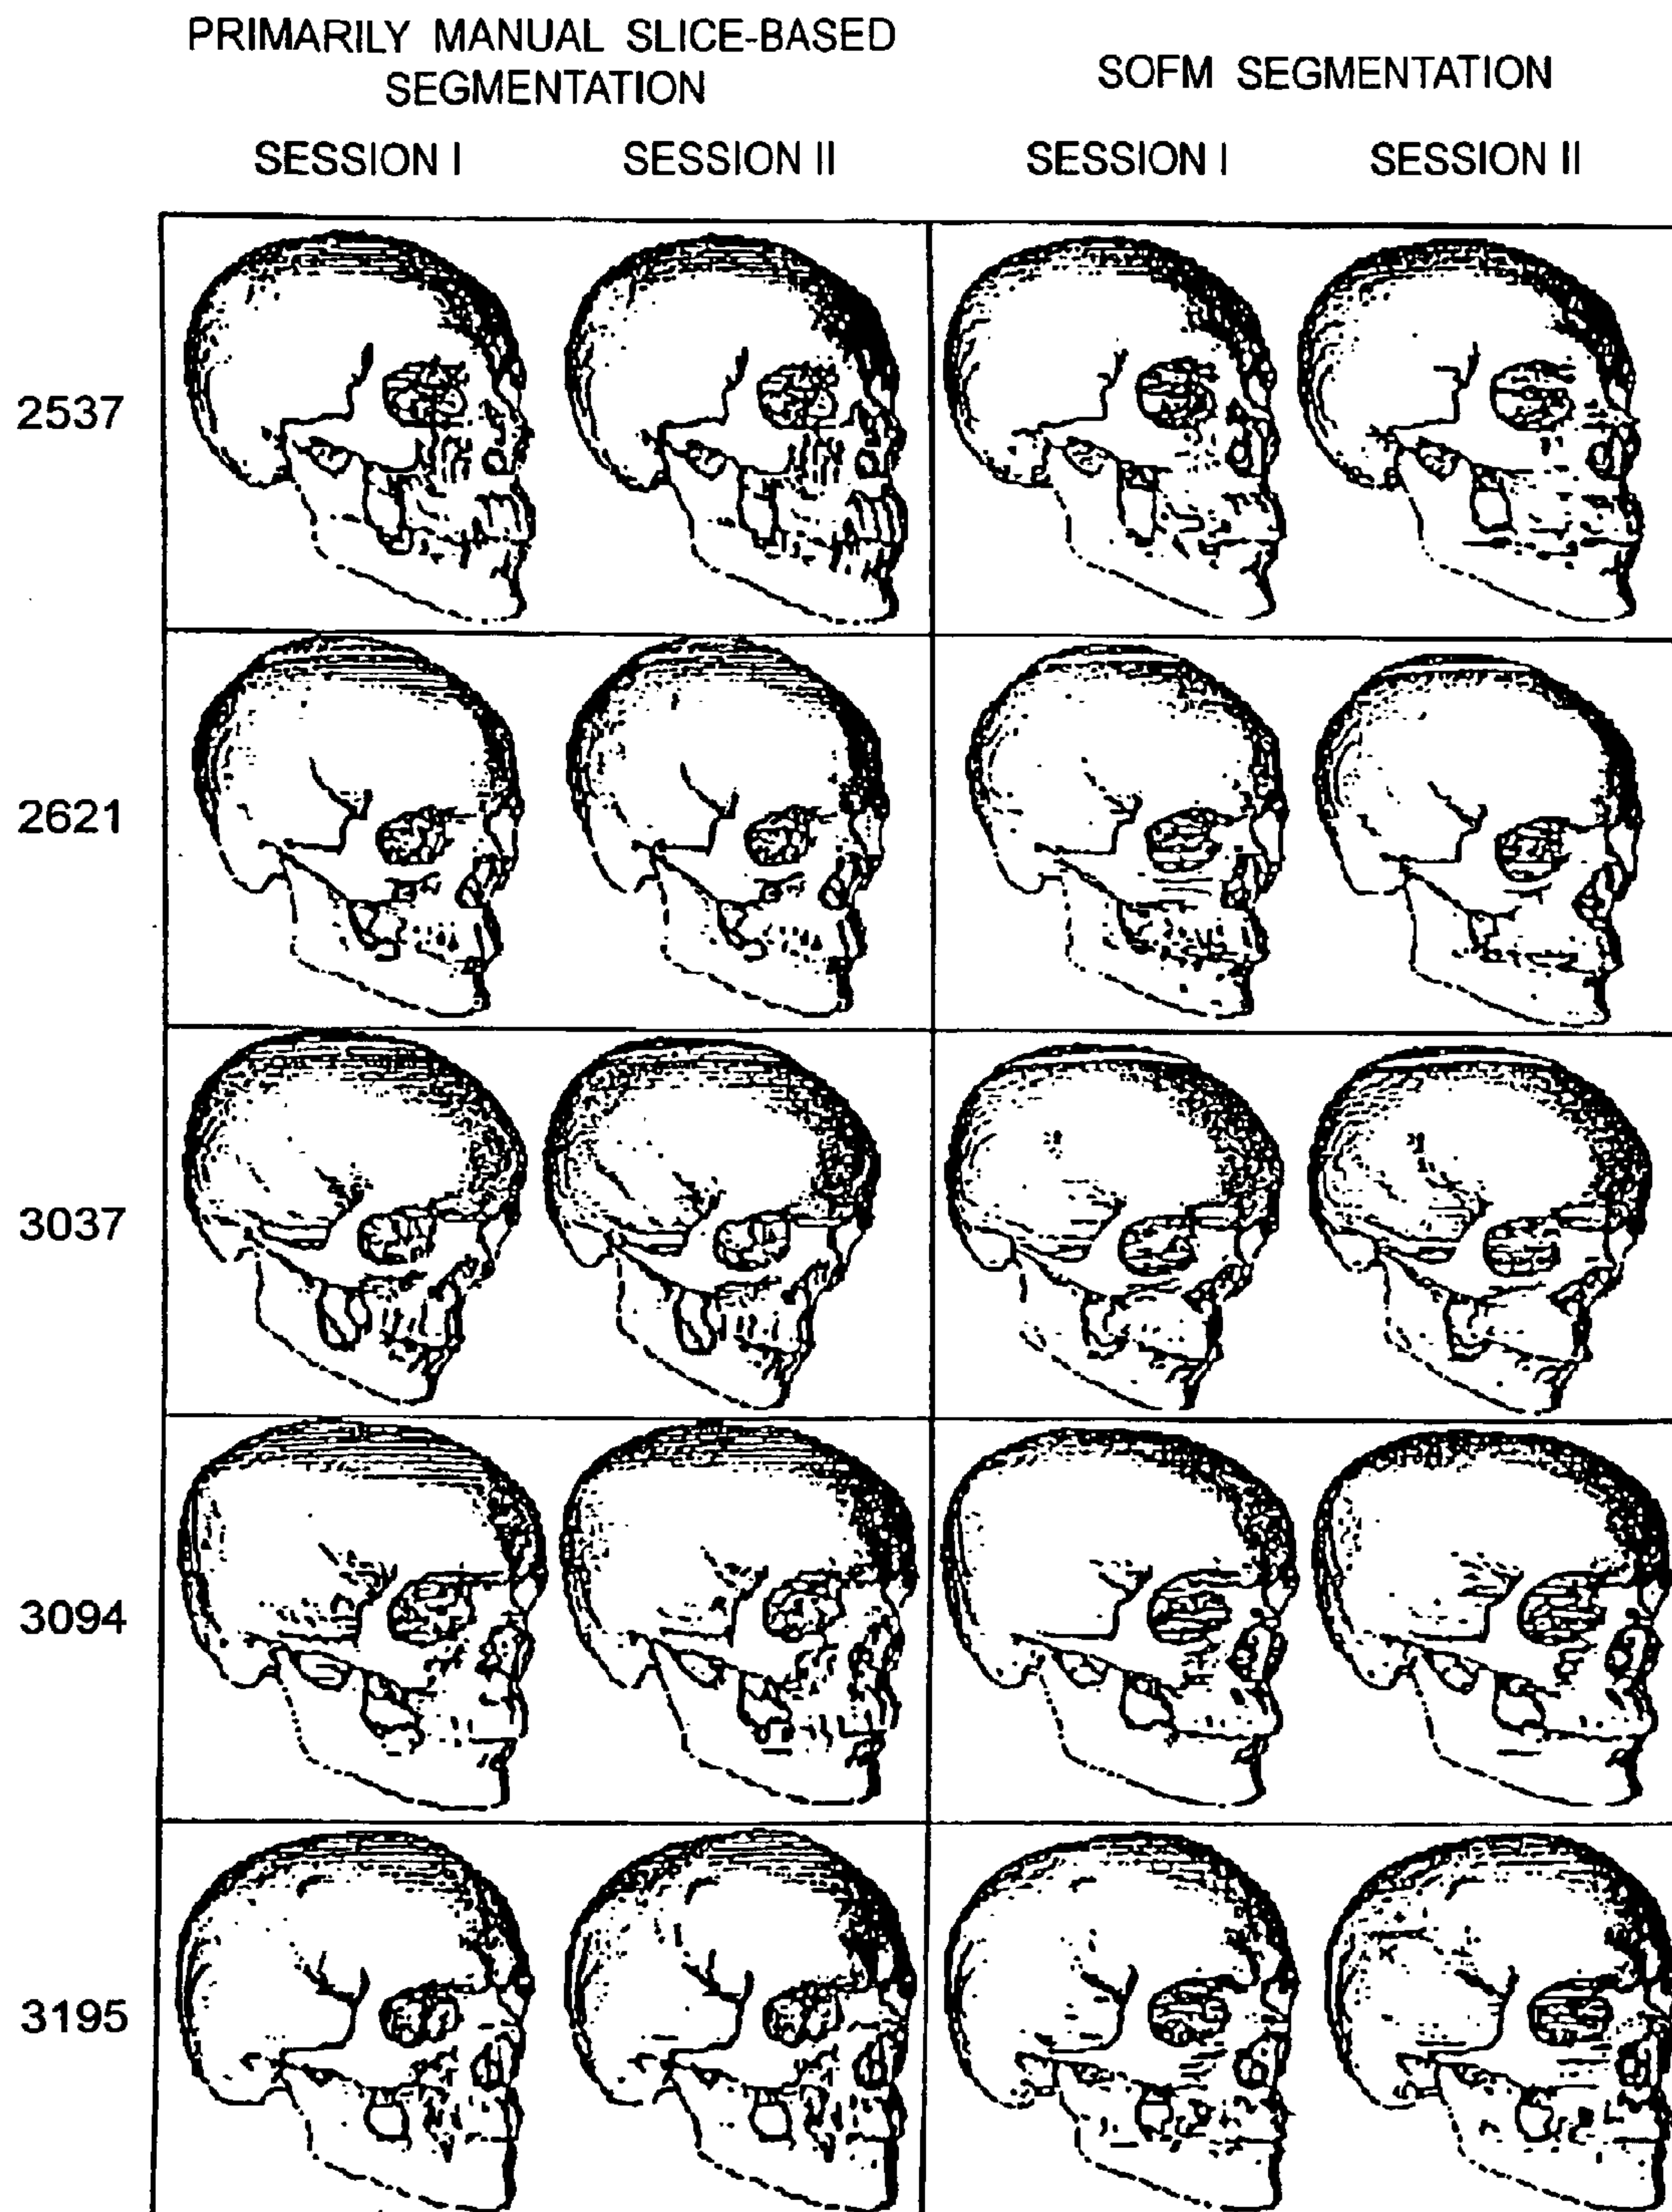 PRIMARILY MANUAL SLICE-BASED
SEGMENTATION
SOFM SEGMENTATION
SESSION I
SESSION II
SESSION I
SESSION II
2537
2621
3037
3094
3195